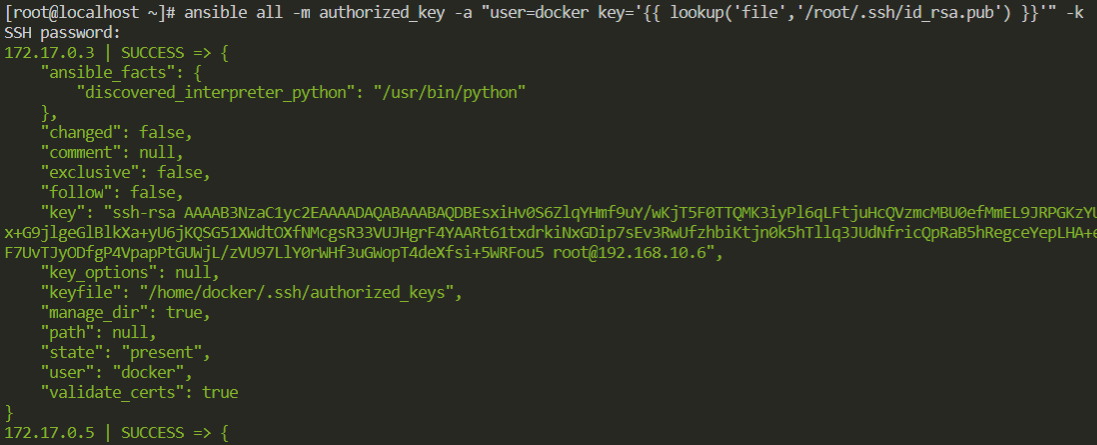 [root@localhost ~]# ansible all -m authorized_key -a "user=docker key='{{ lookup('file','/root/.ssh/id_rsa.pub') }}'" -k
SSH password:
172.17.0.3 | SUCCESS => {
    "ansible_facts": {
        "discovered_interpreter_python": "/usr/bin/python"
    },
    "changed": false,
    "comment": null,
    "exclusive": false,
    "follow": false,
    "key": "ssh-rsa AAAAB3NzaC1yc2EAAAADAQABAAABAQDBEsxiHv0S6ZlqYHmf9uY/wKjT5F0TTQMK3iyPl6qLFtjuHcQVzmcMBU0efMmEL9JRPGKzYU
x+G9jlgeGlBlkXa+yU6jKQSG51XWdtOXfNMcgsR33VUJHgrF4YAARt61txdrkiNxGDip7sEv3RwUfzhbiKtjn0k5hTllq3JUdNfricQpRaB5hRegceYepLHA+e
F7UvTJyODfgP4VpapPtGUWjL/zVU97LlY0rWHf3uGWopT4deXfsi+5WRFou5 root@192.168.10.6",
    "key_options": null,
    "keyfile": "/home/docker/.ssh/authorized_keys",
    "manage_dir": true,
    "path": null,
    "state": "present",
    "user": "docker",
    "validate_certs": true
}
172.17.0.5 | SUCCESS => {